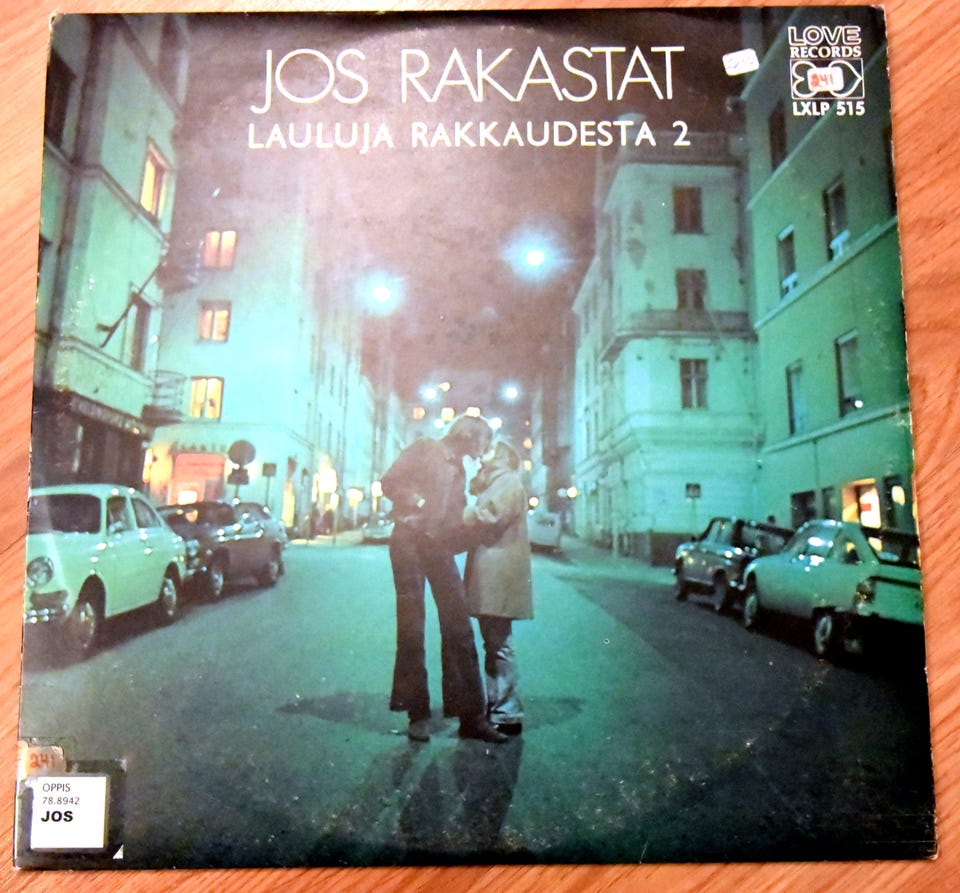 JOS RAKASTAT
LAULUJA RAKKAUDESTA 2
LOVE
RECORDS
241
LXLP 515
241
OPPIS
78.8942
JOS